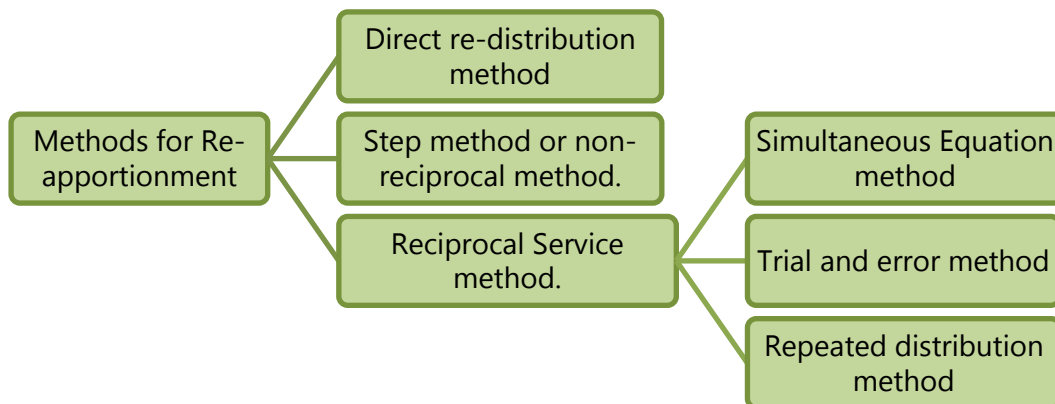 Direct re-distribution
method
Methods for Re-
apportionment
Step method or non-
reciprocal method.
Reciprocal Service
method.
Simultaneous Equation
method
Trial and error method
Repeated distribution
method